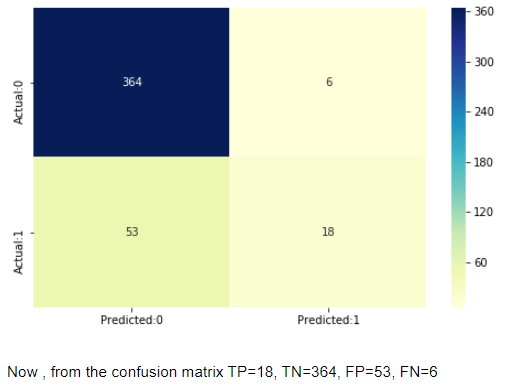 360
300
240
180
120
60
Actual:0
364
6
Actual:1
53
18
Predicted:0
Predicted:1
Now , from the confusion matrix TP=18, TN=364, FP=53, FN=6